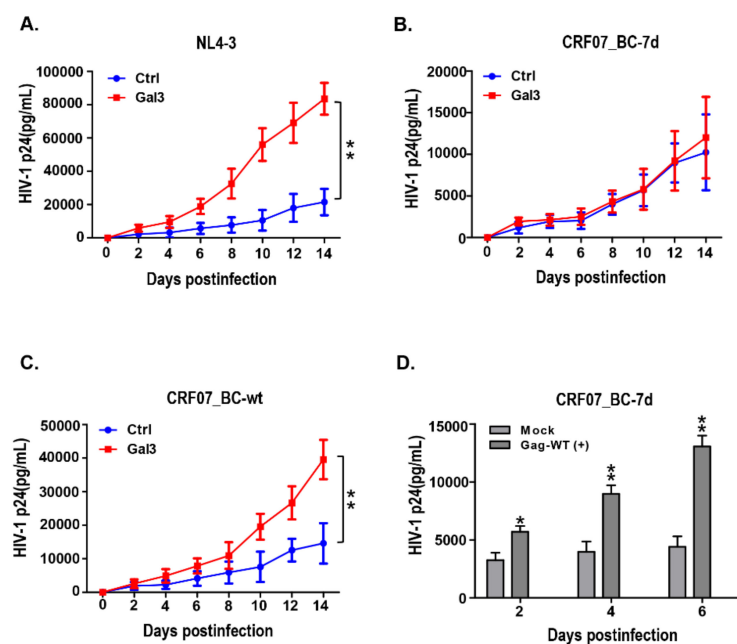 A.
NL4-3
Ctrl
Gal3
HIV-1 p24(pg/mL)
100000
80000
60000
40000
20000
0
**
0 2 4 6 8 10 12 14
Days postinfection
B.
CRF07_BC-7d
Ctrl
Gal3
HIV-1 p24(pg/mL)
20000
15000
10000
5000
0
0 2 4 6 8 10 12 14
Days postinfection
C.
CRF07_BC-wt
Ctrl
Gal3
HIV-1 p24(pg/mL)
50000
40000
30000
20000
10000
0
**
0 2 4 6 8 10 12 14
Days postinfection
D.
CRF07_BC-7d
Mock
Gag-WT (+)
HIV-1 p24(pg/mL)
15000
10000
5000
0
*
**
**
2 4 6
Days postinfection